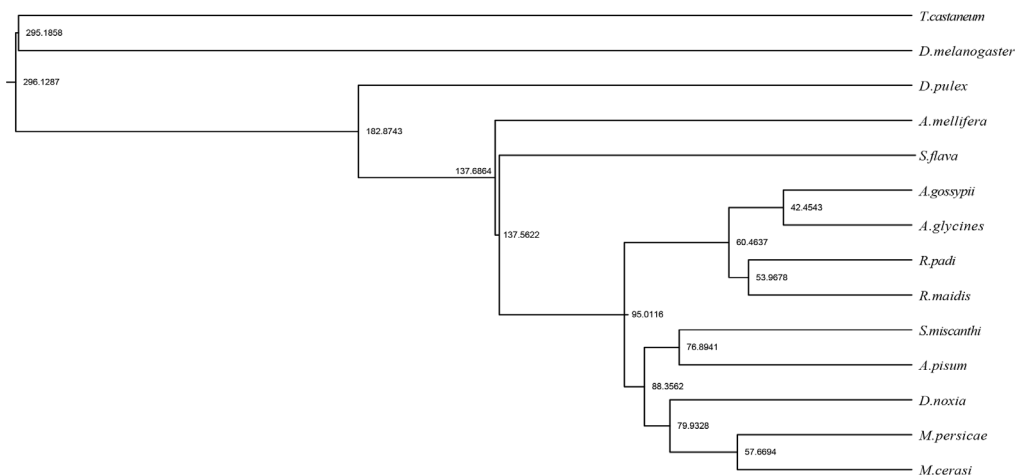 T.castaneum
295.1858
D.melanogaster
296.1287
D.pulex
A.mellifera
182.8743
S.flava
137.6864
A.gossypii
42.4543
A.glycines
137.5622
60.4637
R.padi
53.9678
R.maidis
95.0116
S.miscanthi
76.8941
A.pisum
88.3562
D.noxia
79.9328
M.persicae
57.6694
M.cerasi